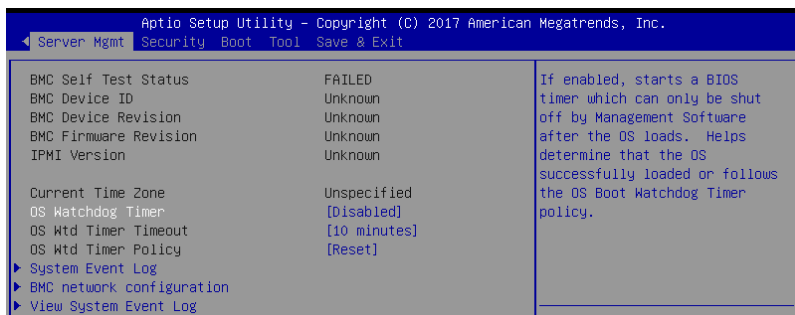 Aptio Setup Utility – Copyright (C) 2017 American Megatrends, Inc.
Server Mgmt Security Boot Tool Save & Exit
BMC Self Test Status FAILED
BMC Device ID Unknown
BMC Device Revision Unknown
BMC Firmware Revision Unknown
IPMI Version Unknown
Current Time Zone Unspecified
OS Watchdog Timer [Disabled]
OS Wtd Timer Timeout [10 minutes]
OS Wtd Timer Policy [Reset]
System Event Log
BMC network configuration
View System Event Log
If enabled, starts a BIOS
timer which can only be shut
off by Management Software
after the OS loads. Helps
determine that the OS
successfully loaded or follows
the OS Boot Watchdog Timer
policy.